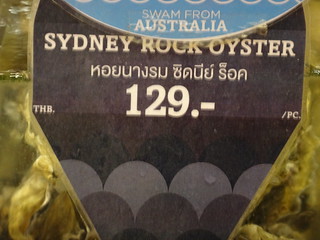 SWAM FROM
AUSTRALIA
SYDNEY ROCK OYSTER
หอยนางรม ซิดนีย์ ร็อค
THB. 129.- /PC.